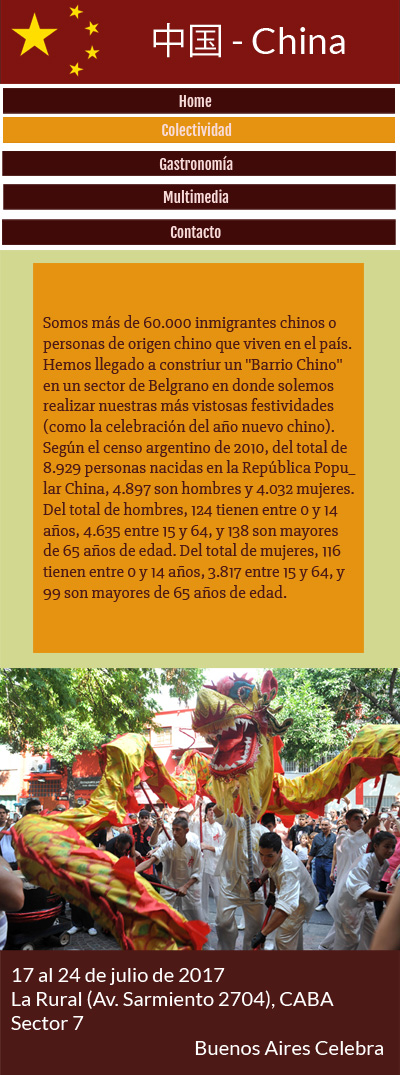 中国 - China
Home
Colectividad
Gastronomía
Multimedia
Contacto
Somos más de 60.000 inmigrantes chinos o
personas de origen chino que viven en el país.
Hemos llegado a constriur un "Barrio Chino"
en un sector de Belgrano en donde solemos
realizar nuestras más vistosas festividades
(como la celebración del año nuevo chino).
Según el censo argentino de 2010, del total de
8.929 personas nacidas en la República Popu_
lar China, 4.897 son hombres y 4.032 mujeres.
Del total de hombres, 124 tienen entre 0 y 14
años, 4.635 entre 15 y 64, y 138 son mayores
de 65 años de edad. Del total de mujeres, 116
tienen entre 0 y 14 años, 3.817 entre 15 y 64, y
99 son mayores de 65 años de edad.
17 al 24 de julio de 2017
La Rural (Av. Sarmiento 2704), CABA
Sector 7
Buenos Aires Celebra